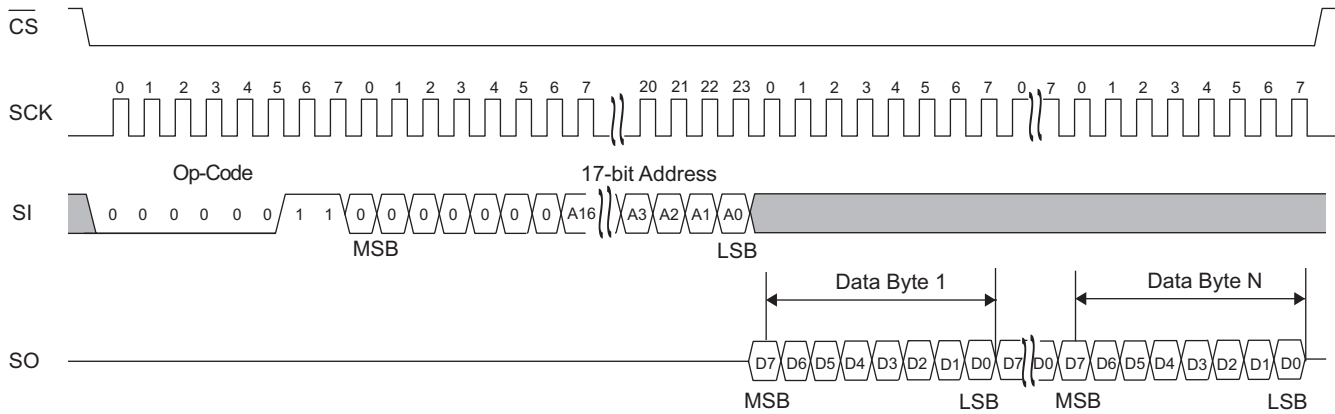 CS
0 1 2 3 4 5 6 7 0 1 2 3 4 5 6 7 20 21 22 23 0 1 2 3 4 5 6 7 0 7 0 1 2 3 4 5 6 7
SCK
Op-Code 17-bit Address
SI 0 0 0 0 0 0 1 1 0 0 0 0 0 0 0 A16 A3 A2 A1 A0
MSB LSB
Data Byte 1 Data Byte N
SO D7 D6 D5 D4 D3 D2 D1 D0 D7 D0 D7 D6 D5 D4 D3 D2 D1 D0
MSB LSB MSB LSB